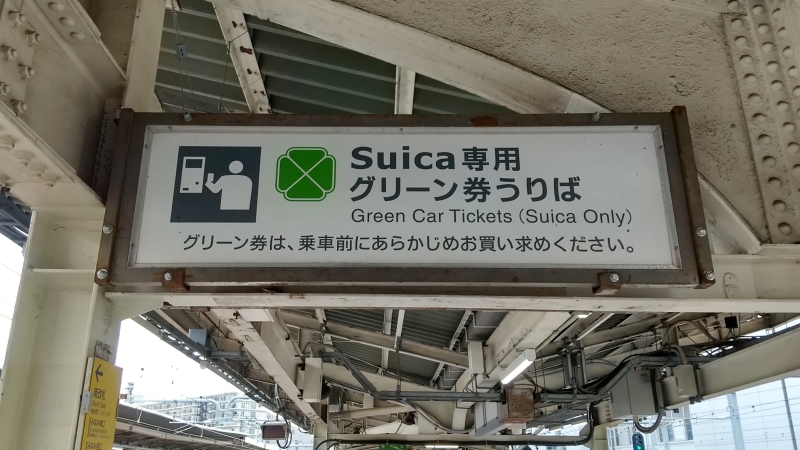 Suica専用
グリーン券うりば
Green Car Tickets (Suica Only)
グリーン券は、乗車前にあらかじめお買い求めください。